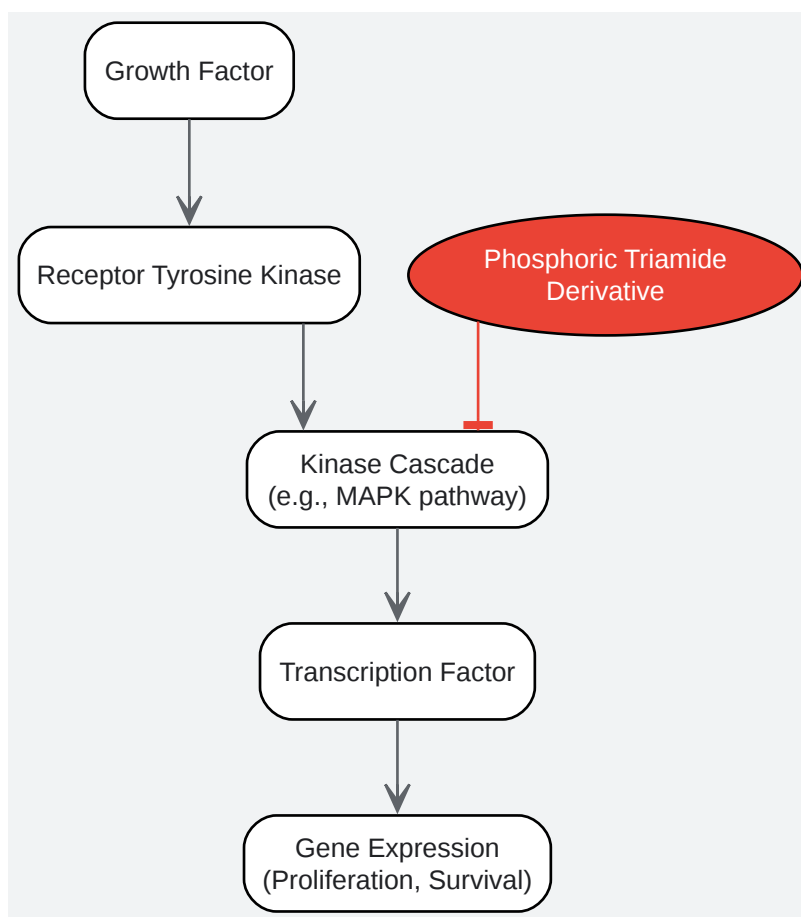 Growth Factor
Receptor Tyrosine Kinase
Phosphoric Triamide
Derivative
Kinase Cascade
(e.g., MAPK pathway)
Transcription Factor
Gene Expression
(Proliferation, Survival)